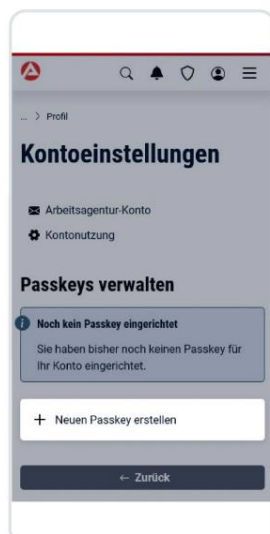 ... > Profil
Kontoeinstellungen
Arbeitsagentur-Konto
Kontonutzung
Passkeys verwalten
Noch kein Passkey eingerichtet
Sie haben bisher noch keinen Passkey für
Ihr Konto eingerichtet.
+ Neuen Passkey erstellen
← Zurück